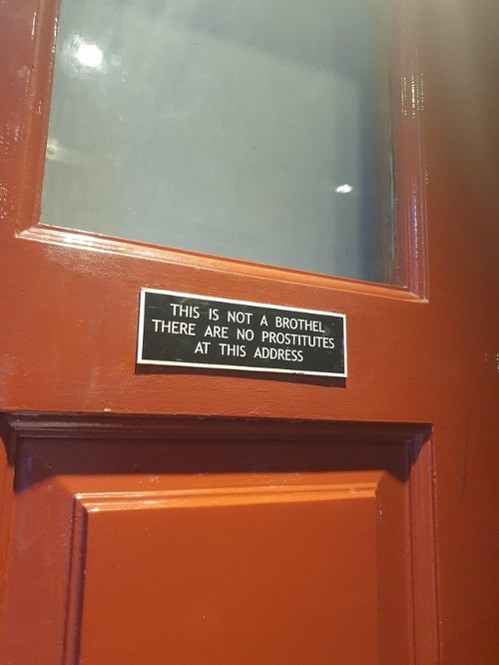 THIS IS NOT A BROTHEL
THERE ARE NO PROSTITUTES
AT THIS ADDRESS